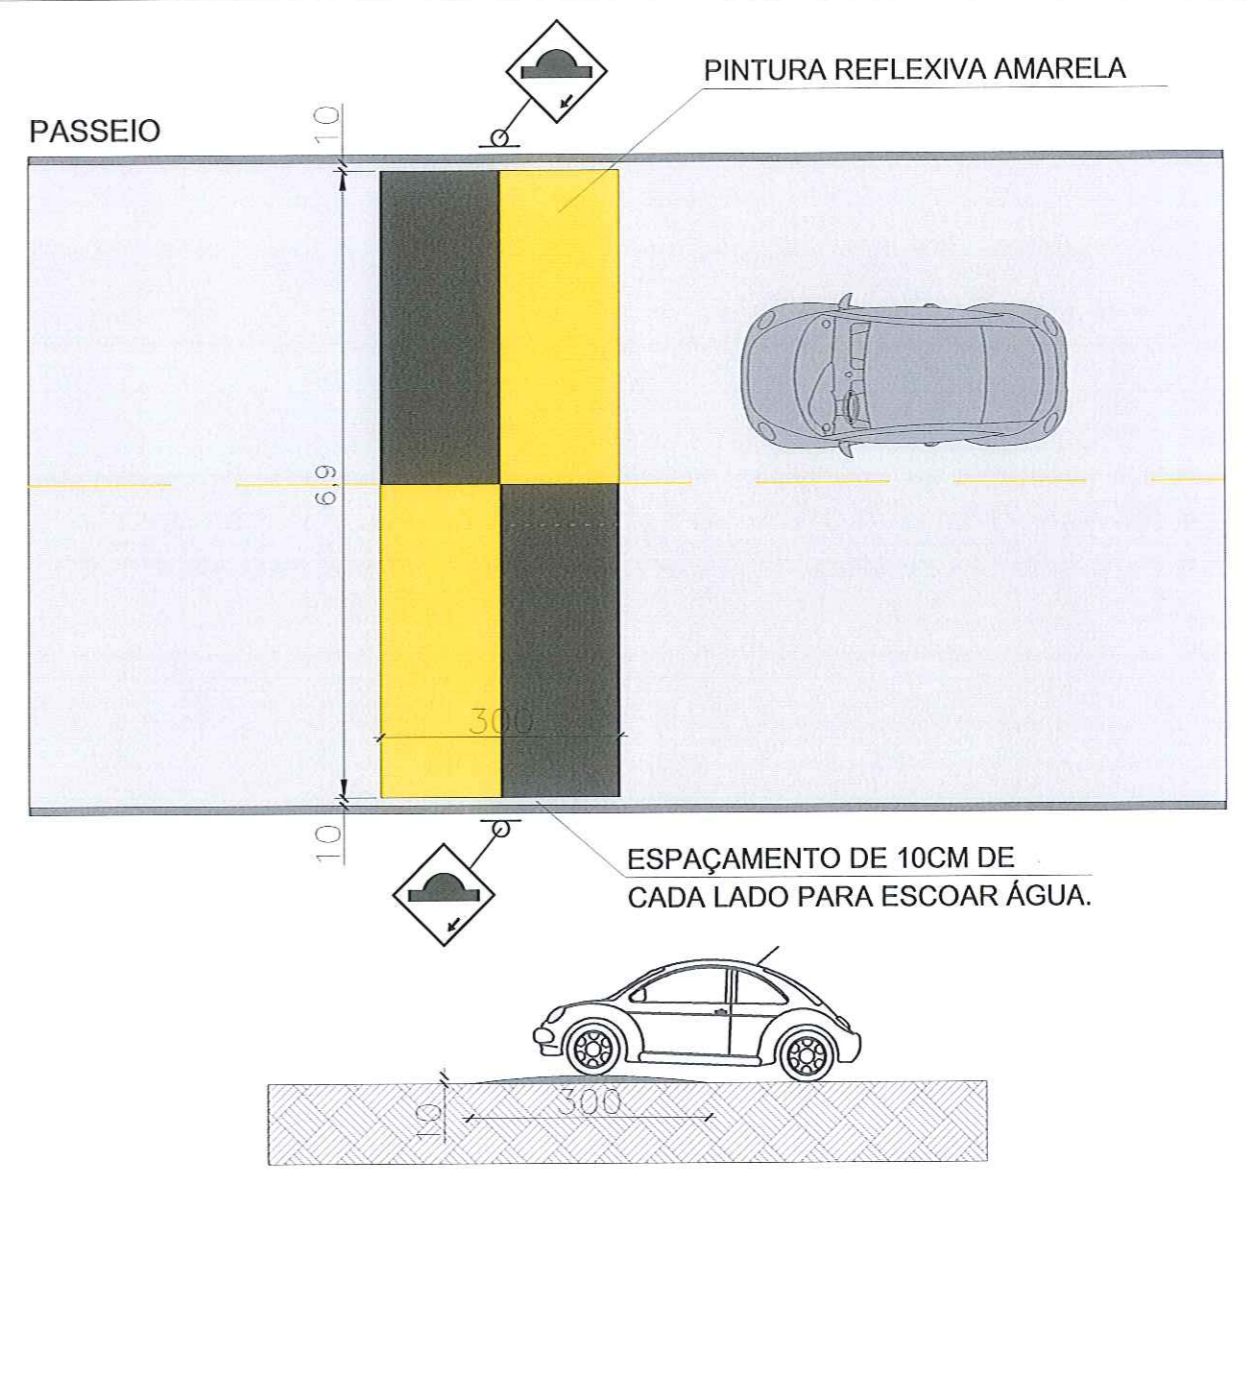 PINTURA REFLEXIVA AMARELA
PASSEIO
10
6,9
300
10
ESPAÇAMENTO DE 10CM DE
CADA LADO PARA ESCOAR ÁGUA.
300
10